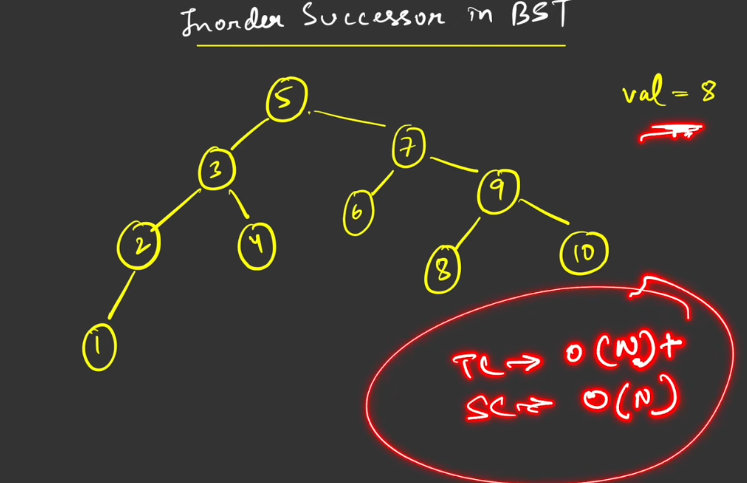 Inorder Successor in BST
val = 8
5
7
3
9
6
2
4
8
10
1
TC → O(N) +
SC → O(N)